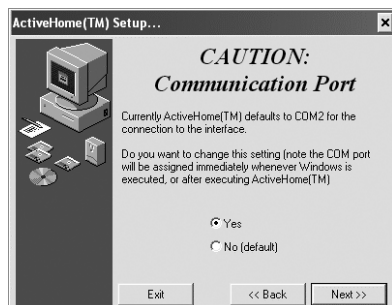 ActiveHome(TM) Setup...
CAUTION:
Communication Port
Currently ActiveHome(TM) defaults to COM2 for the
connection to the interface.
Do you want to change this setting (note the COM port
will be assigned immediately whenever Windows is
executed, or after executing ActiveHome(TM)
Yes
No (default)
Exit
<< Back
Next >>